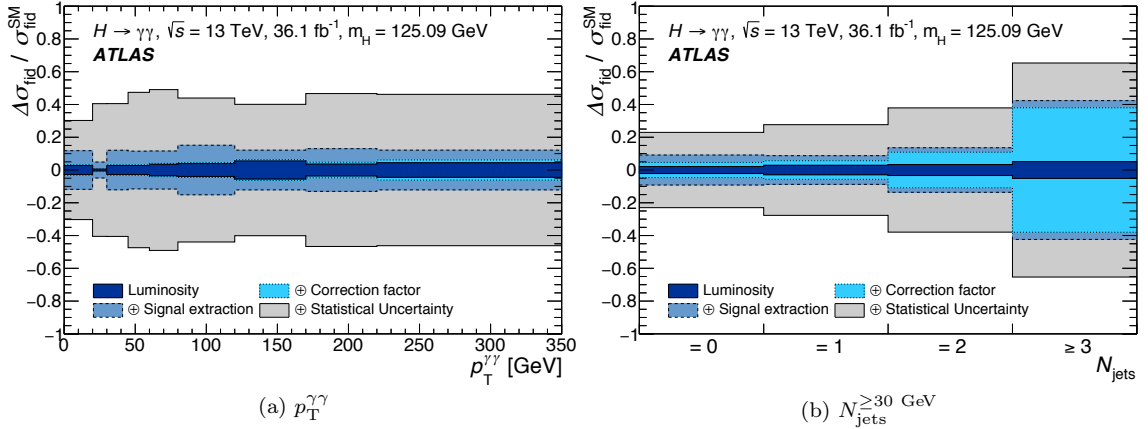 Δσ_fid / σ_fid^SM
1
0.8
0.6
0.4
0.2
0
−0.2
−0.4
−0.6
−0.8
−1
H → γγ, √s = 13 TeV, 36.1 fb⁻¹, m_H = 125.09 GeV
ATLAS
Luminosity
⊕ Correction factor
⊕ Signal extraction
⊕ Statistical Uncertainty
0 50 100 150 200 250 300 350
p_T^γγ [GeV]
(a) p_T^γγ
Δσ_fid / σ_fid^SM
1
0.8
0.6
0.4
0.2
0
−0.2
−0.4
−0.6
−0.8
−1
H → γγ, √s = 13 TeV, 36.1 fb⁻¹, m_H = 125.09 GeV
ATLAS
Luminosity
⊕ Correction factor
⊕ Signal extraction
⊕ Statistical Uncertainty
= 0 = 1 = 2 ≥ 3
N_jets
(b) N_jets^≥30 GeV